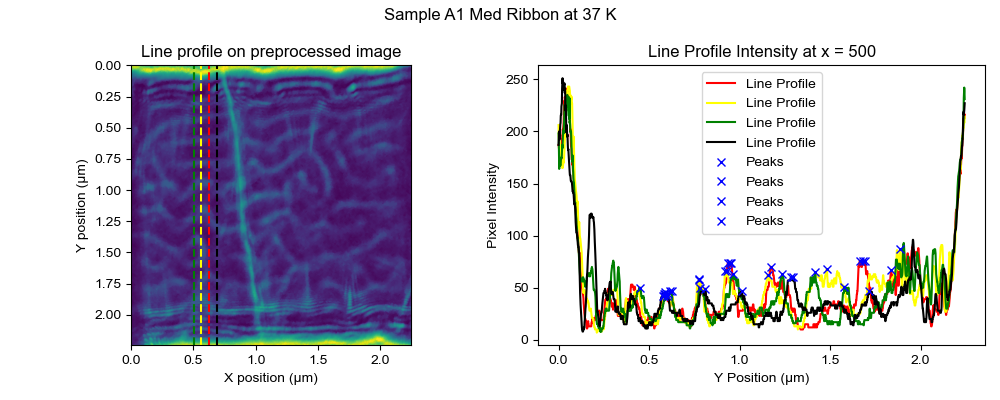 Sample A1 Med Ribbon at 37 K
Line profile on preprocessed image
0.00
0.25
0.50
0.75
1.00
1.25
1.50
1.75
2.00
Y position (μm)
0.0
0.5
1.0
1.5
2.0
X position (μm)
Line Profile Intensity at x = 500
250
200
150
100
50
0
Pixel Intensity
Line Profile
Line Profile
Line Profile
Line Profile
Peaks
Peaks
Peaks
Peaks
0.0
0.5
1.0
1.5
2.0
Y Position (μm)